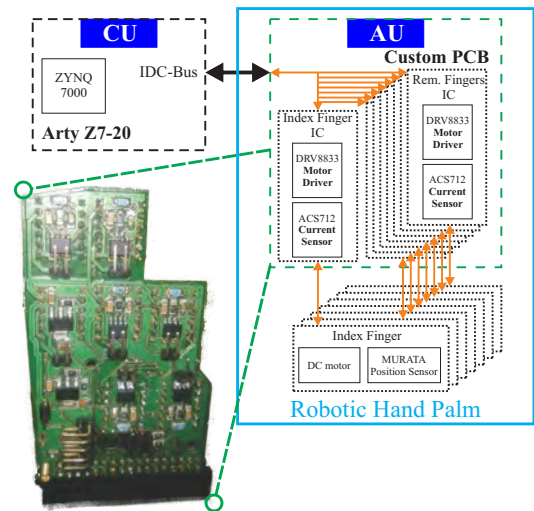 CU
ZYNQ
7000
IDC-Bus
Arty Z7-20
AU
Custom PCB
Index Finger
IC
DRV8833
Motor
Driver
ACS712
Current
Sensor
Rem. Fingers
IC
DRV8833
Motor
Driver
ACS712
Current
Sensor
Index Finger
DC motor
MURATA
Position Sensor
Robotic Hand Palm